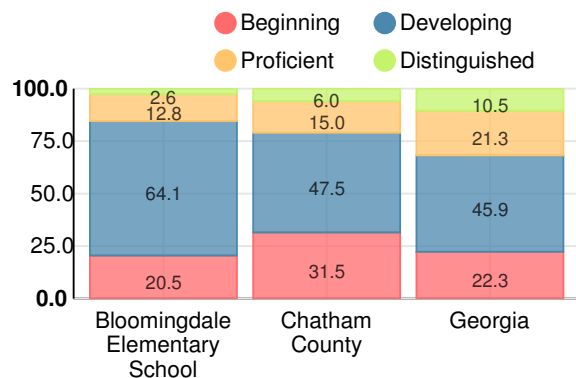 Beginning Developing
Proficient Distinguished
100.0
75.0
50.0
25.0
0.0
2.6
12.8
64.1
20.5
6.0
15.0
47.5
31.5
10.5
21.3
45.9
22.3
Bloomingdale
Elementary
School
Chatham
County
Georgia